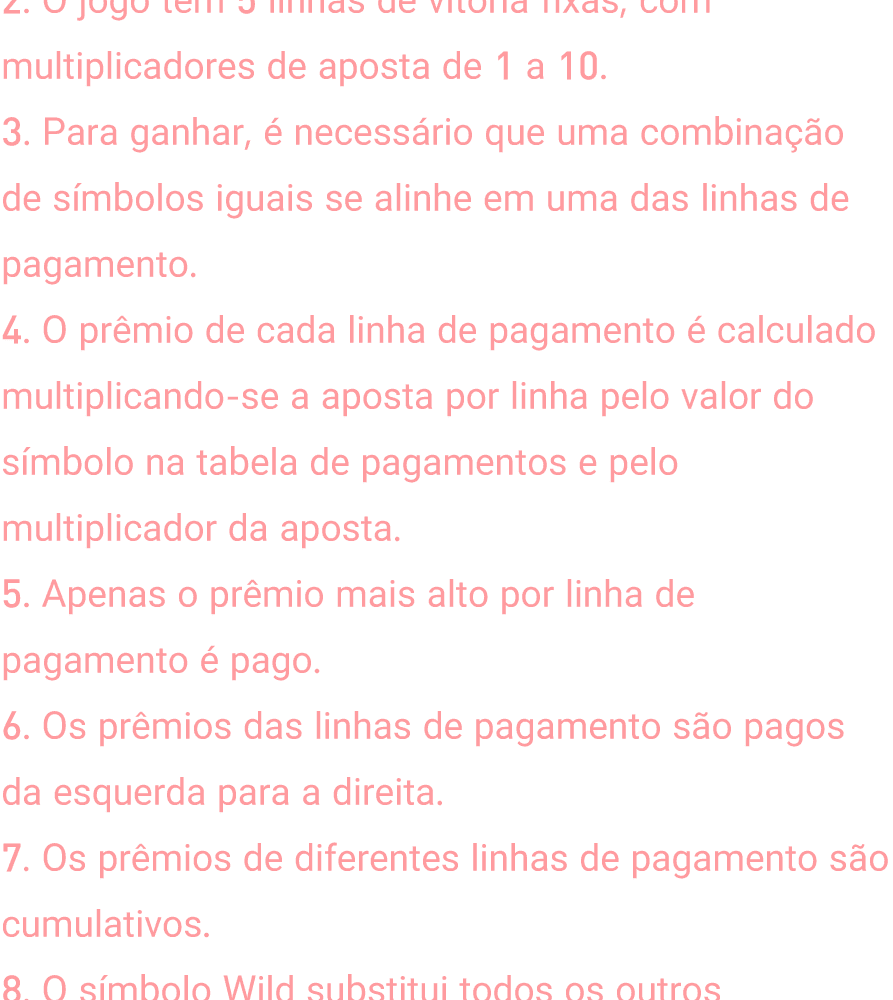 2. O jogo tem 5 linhas de vitória fixas, com
multiplicadores de aposta de 1 a 10.
3. Para ganhar, é necessário que uma combinação
de símbolos iguais se alinhe em uma das linhas de
pagamento.
4. O prêmio de cada linha de pagamento é calculado
multiplicando-se a aposta por linha pelo valor do
símbolo na tabela de pagamentos e pelo
multiplicador da aposta.
5. Apenas o prêmio mais alto por linha de
pagamento é pago.
6. Os prêmios das linhas de pagamento são pagos
da esquerda para a direita.
7. Os prêmios de diferentes linhas de pagamento são
cumulativos.
8. O símbolo Wild substitui todos os outros